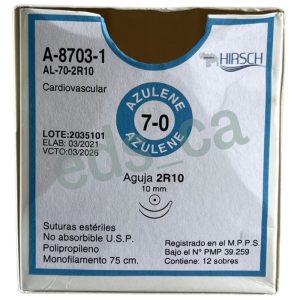 A-8703-1
AL-70-2R10
Cardiovascular
HIRSCH
AZULENE
7-0
AZULENE
LOTE:2035101
ELAB: 03/2021
VCTO:03/2026
Aguja 2R10
10 mm
Suturas estériles
No absorbible U.S.P.
Polipropileno
Monofilamento 75 cm.
Registrado en el M.P.P.S.
Bajo el N° PMP 39.259
Contiene: 12 sobres